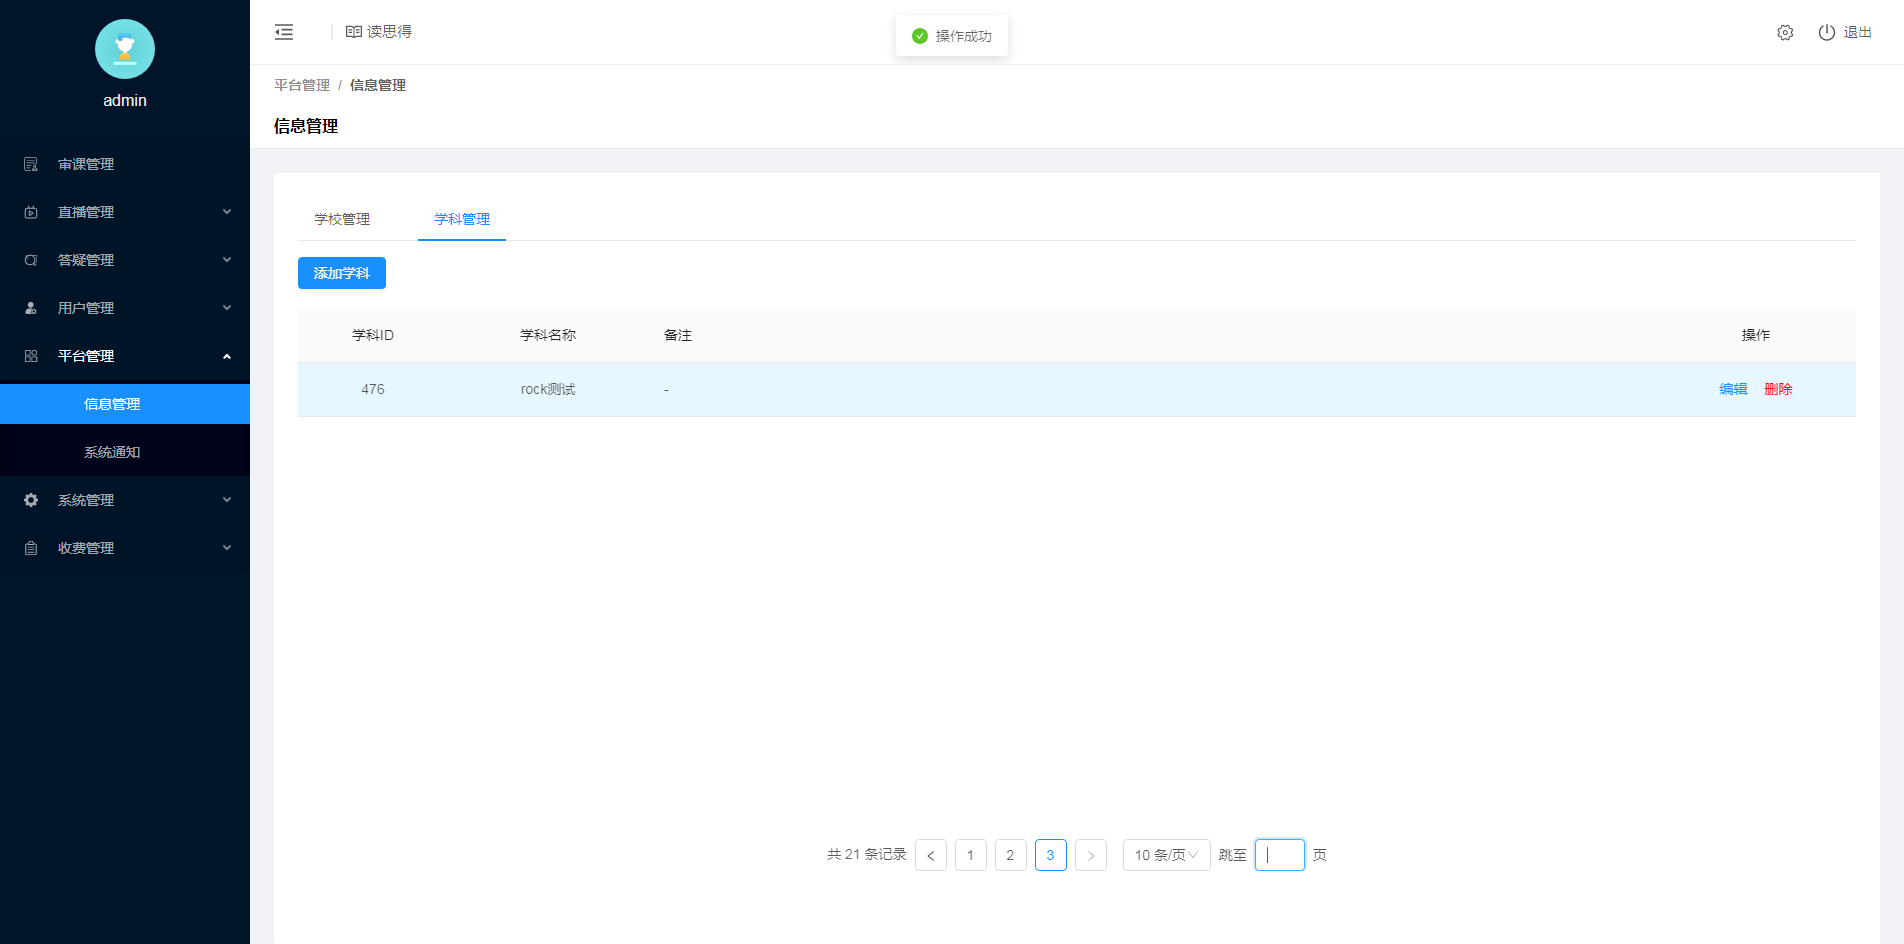 admin
审课管理
直播管理
答疑管理
用户管理
平台管理
信息管理
系统通知
系统管理
收费管理
读思得
操作成功
退出
平台管理 / 信息管理
信息管理
学校管理 学科管理
添加学科
学科ID 学科名称 备注 操作
476 rock测试 - 编辑 删除
共 21 条记录 < 1 2 3 > 10 条/页 跳至 页